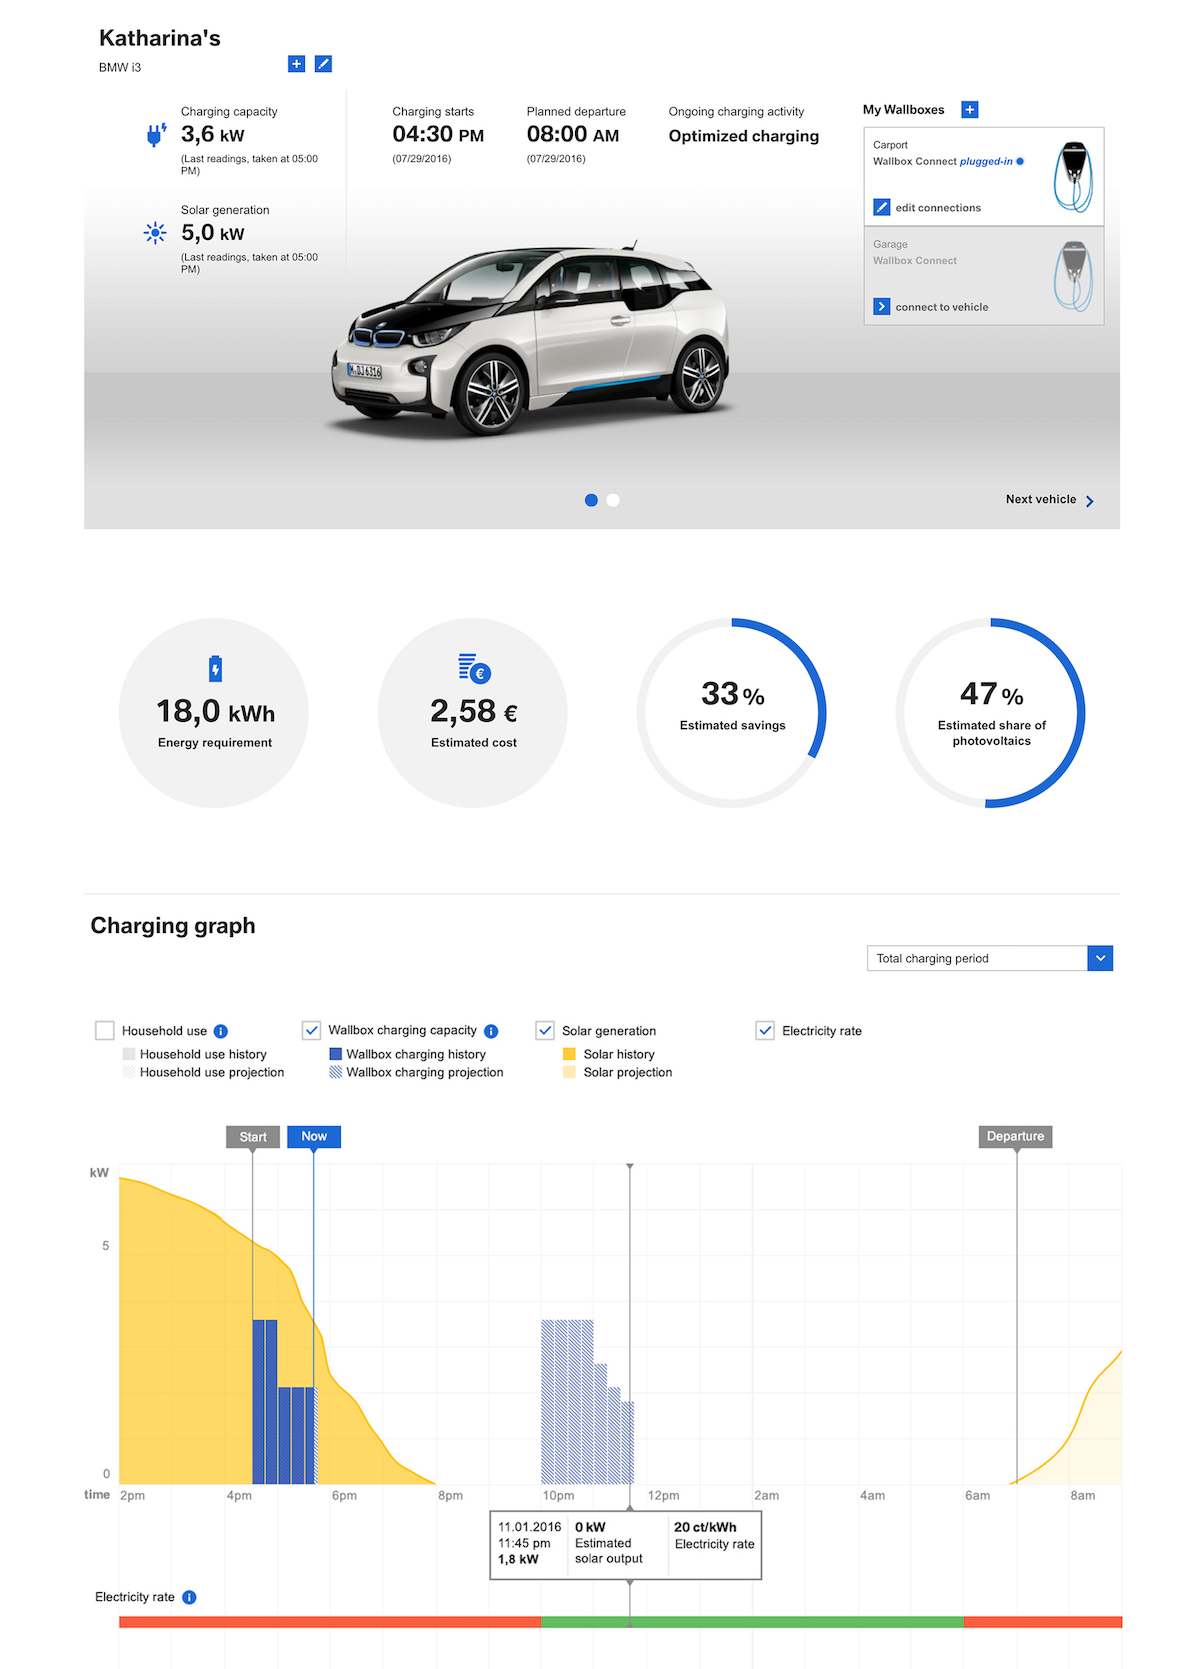 Katharina's
BMW i3
Charging capacity
3,6 kW
(Last readings, taken at 05:00
PM)
Solar generation
5,0 kW
(Last readings, taken at 05:00
PM)
Charging starts
04:30 PM
(07/29/2016)
Planned departure
08:00 AM
(07/29/2016)
Ongoing charging activity
Optimized charging
My Wallboxes
Carport
Wallbox Connect plugged-in
edit connections
Garage
Wallbox Connect
connect to vehicle
M DJ 6316
Next vehicle
18,0 kWh
Energy requirement
€
2,58 €
Estimated cost
33 %
Estimated savings
47 %
Estimated share of
photovoltaics
Charging graph
Total charging period
Household use i
Household use history
Household use projection
Wallbox charging capacity i
Wallbox charging history
Wallbox charging projection
Solar generation
Solar history
Solar projection
Electricity rate
Start
Now
Departure
kW
5
0
time 2pm 4pm 6pm 8pm 10pm 12pm 2am 4am 6am 8am
11.01.2016
11:45 pm
1,8 kW
0 kW
Estimated
solar output
20 ct/kWh
Electricity rate
Electricity rate i